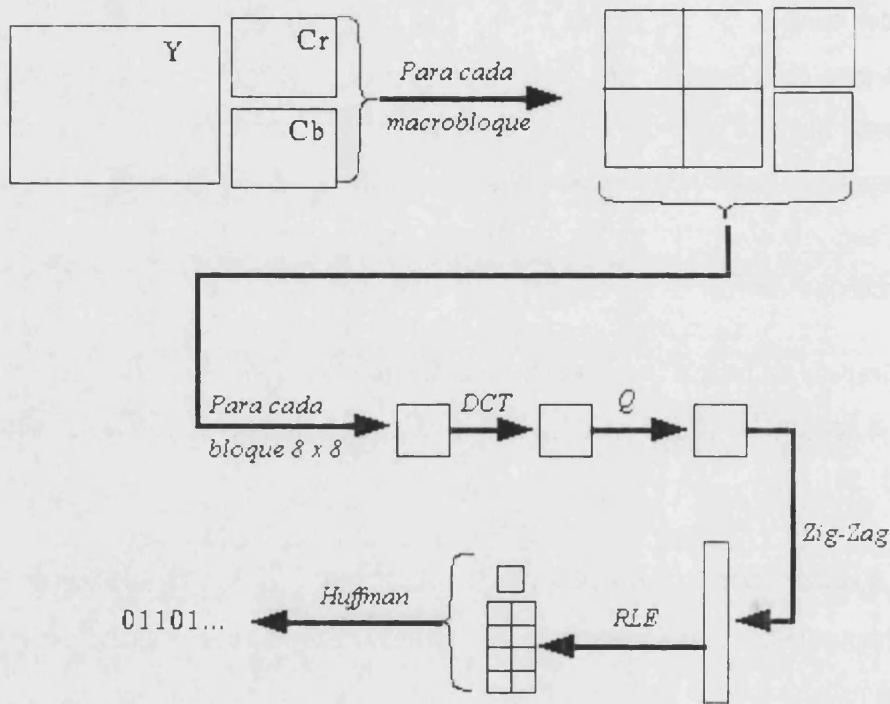 Y
Cr
Cb
Para cada
macrobloque
Para cada
bloque 8 x 8
DCT
Q
Zig-Zag
RLE
Huffman
01101...